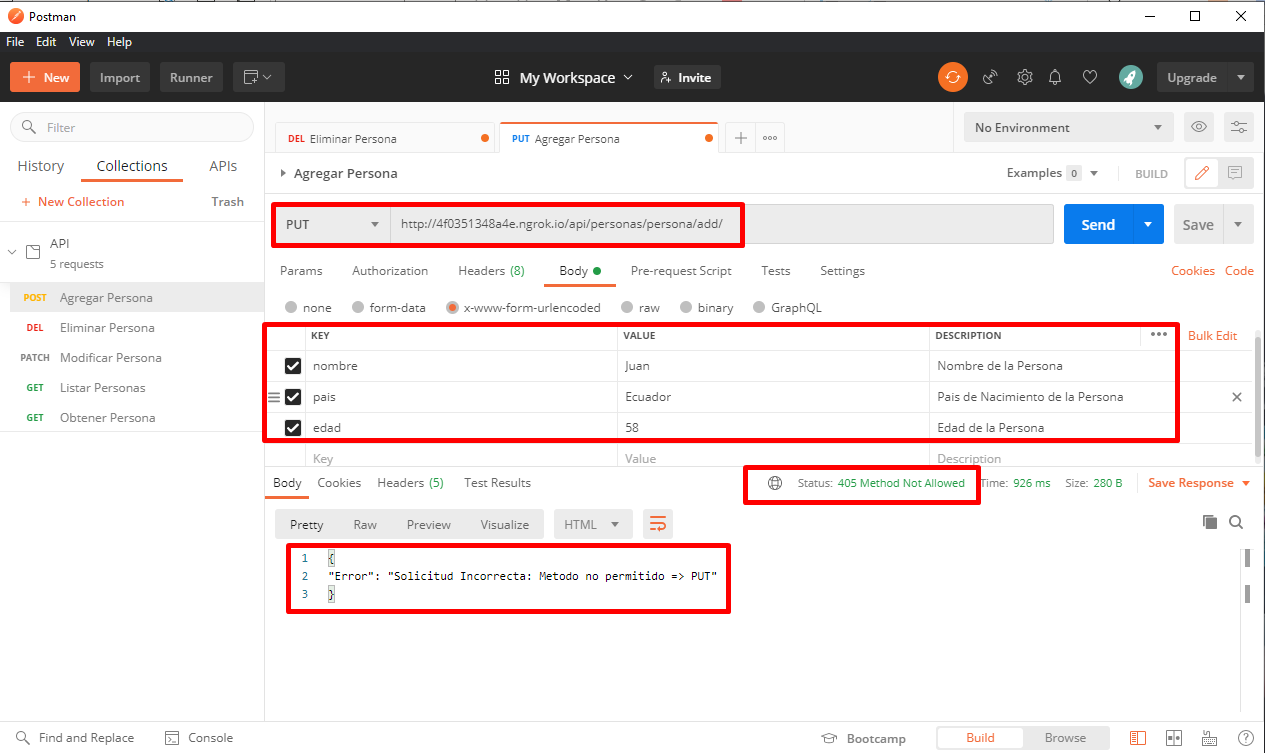 Postman
File Edit View Help
New Import Runner My Workspace Invite Upgrade
Filter
History Collections APIs
New Collection Trash
API
5 requests
POST Agregar Persona
DEL Eliminar Persona
PATCH Modificar Persona
GET Listar Personas
GET Obtener Persona
DEL Eliminar Persona PUT Agregar Persona No Environment
Agregar Persona Examples 0 BUILD
PUT http://4f0351348a4e.ngrok.io/api/personas/persona/add/ Send Save
Params Authorization Headers (8) Body Pre-request Script Tests Settings Cookies Code
none form-data x-www-form-urlencoded raw binary GraphQL
KEY VALUE DESCRIPTION Bulk Edit
nombre Juan Nombre de la Persona
pais Ecuador Pais de Nacimiento de la Persona
edad 58 Edad de la Persona
Key Value Description
Body Cookies Headers (5) Test Results Status: 405 Method Not Allowed Time: 926 ms Size: 280 B Save Response
Pretty Raw Preview Visualize HTML
1 {
2 "Error": "Solicitud Incorrecta: Metodo no permitido => PUT"
3 }
Find and Replace Console Bootcamp Build Browse